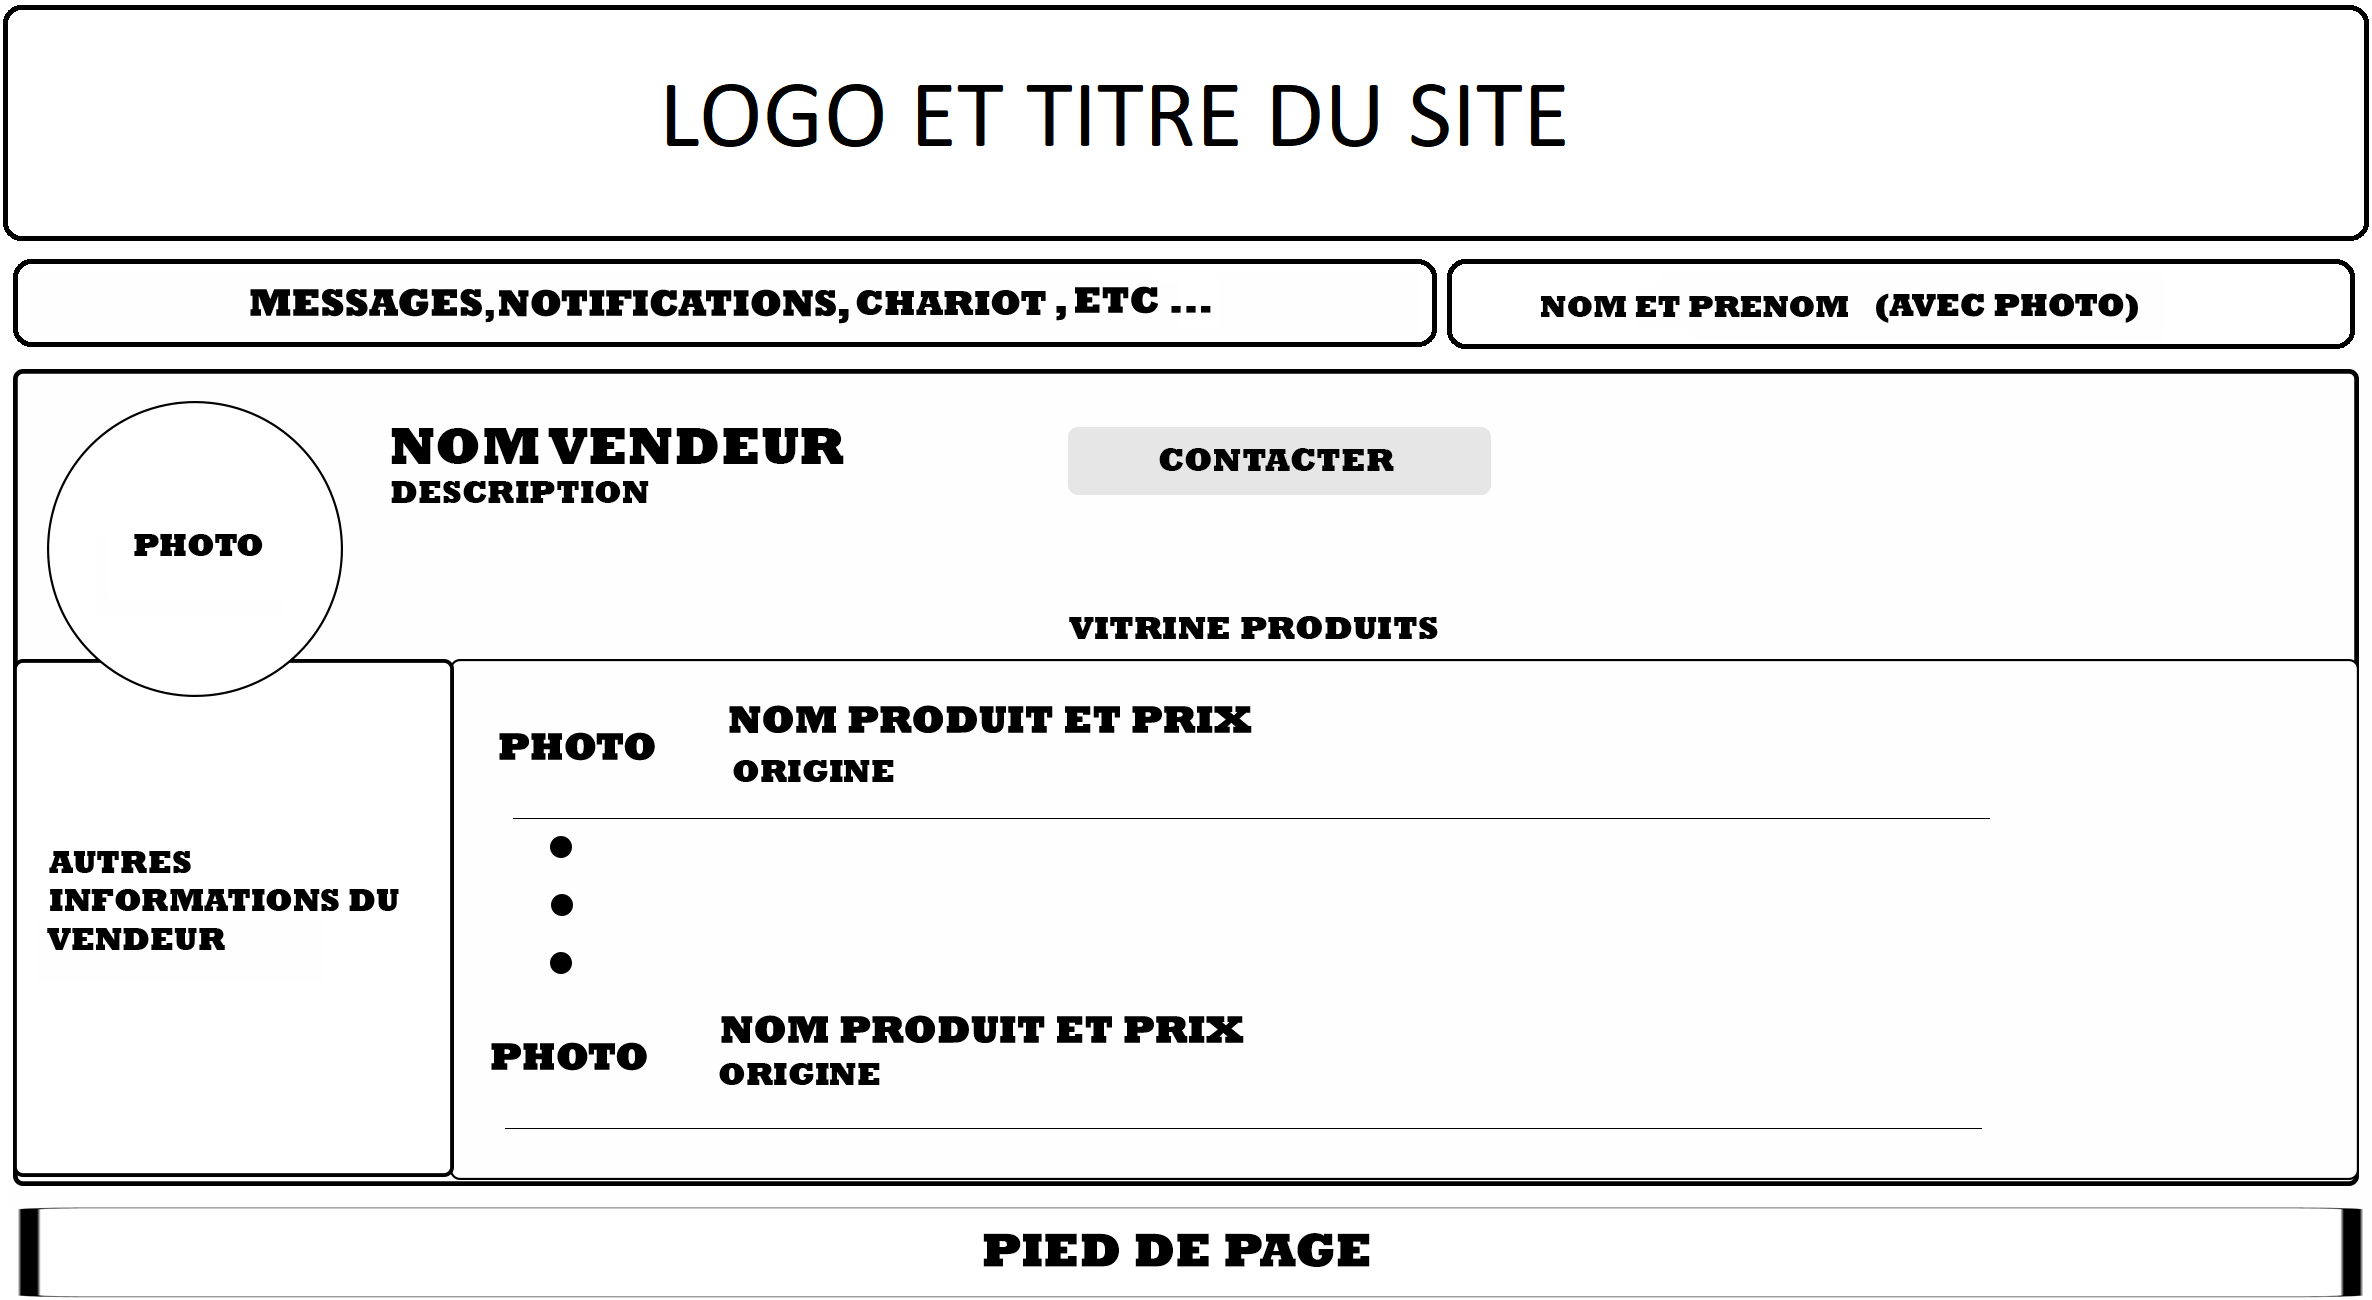 LOGO ET TITRE DU SITE
MESSAGES,NOTIFICATIONS,CHARIOT ,ETC ...
NOM ET PRENOM (AVEC PHOTO)
NOM VENDEUR
DESCRIPTION
CONTACTER
PHOTO
VITRINE PRODUITS
AUTRES
INFORMATIONS DU
VENDEUR
PHOTO
NOM PRODUIT ET PRIX
ORIGINE
PHOTO
NOM PRODUIT ET PRIX
ORIGINE
PIED DE PAGE